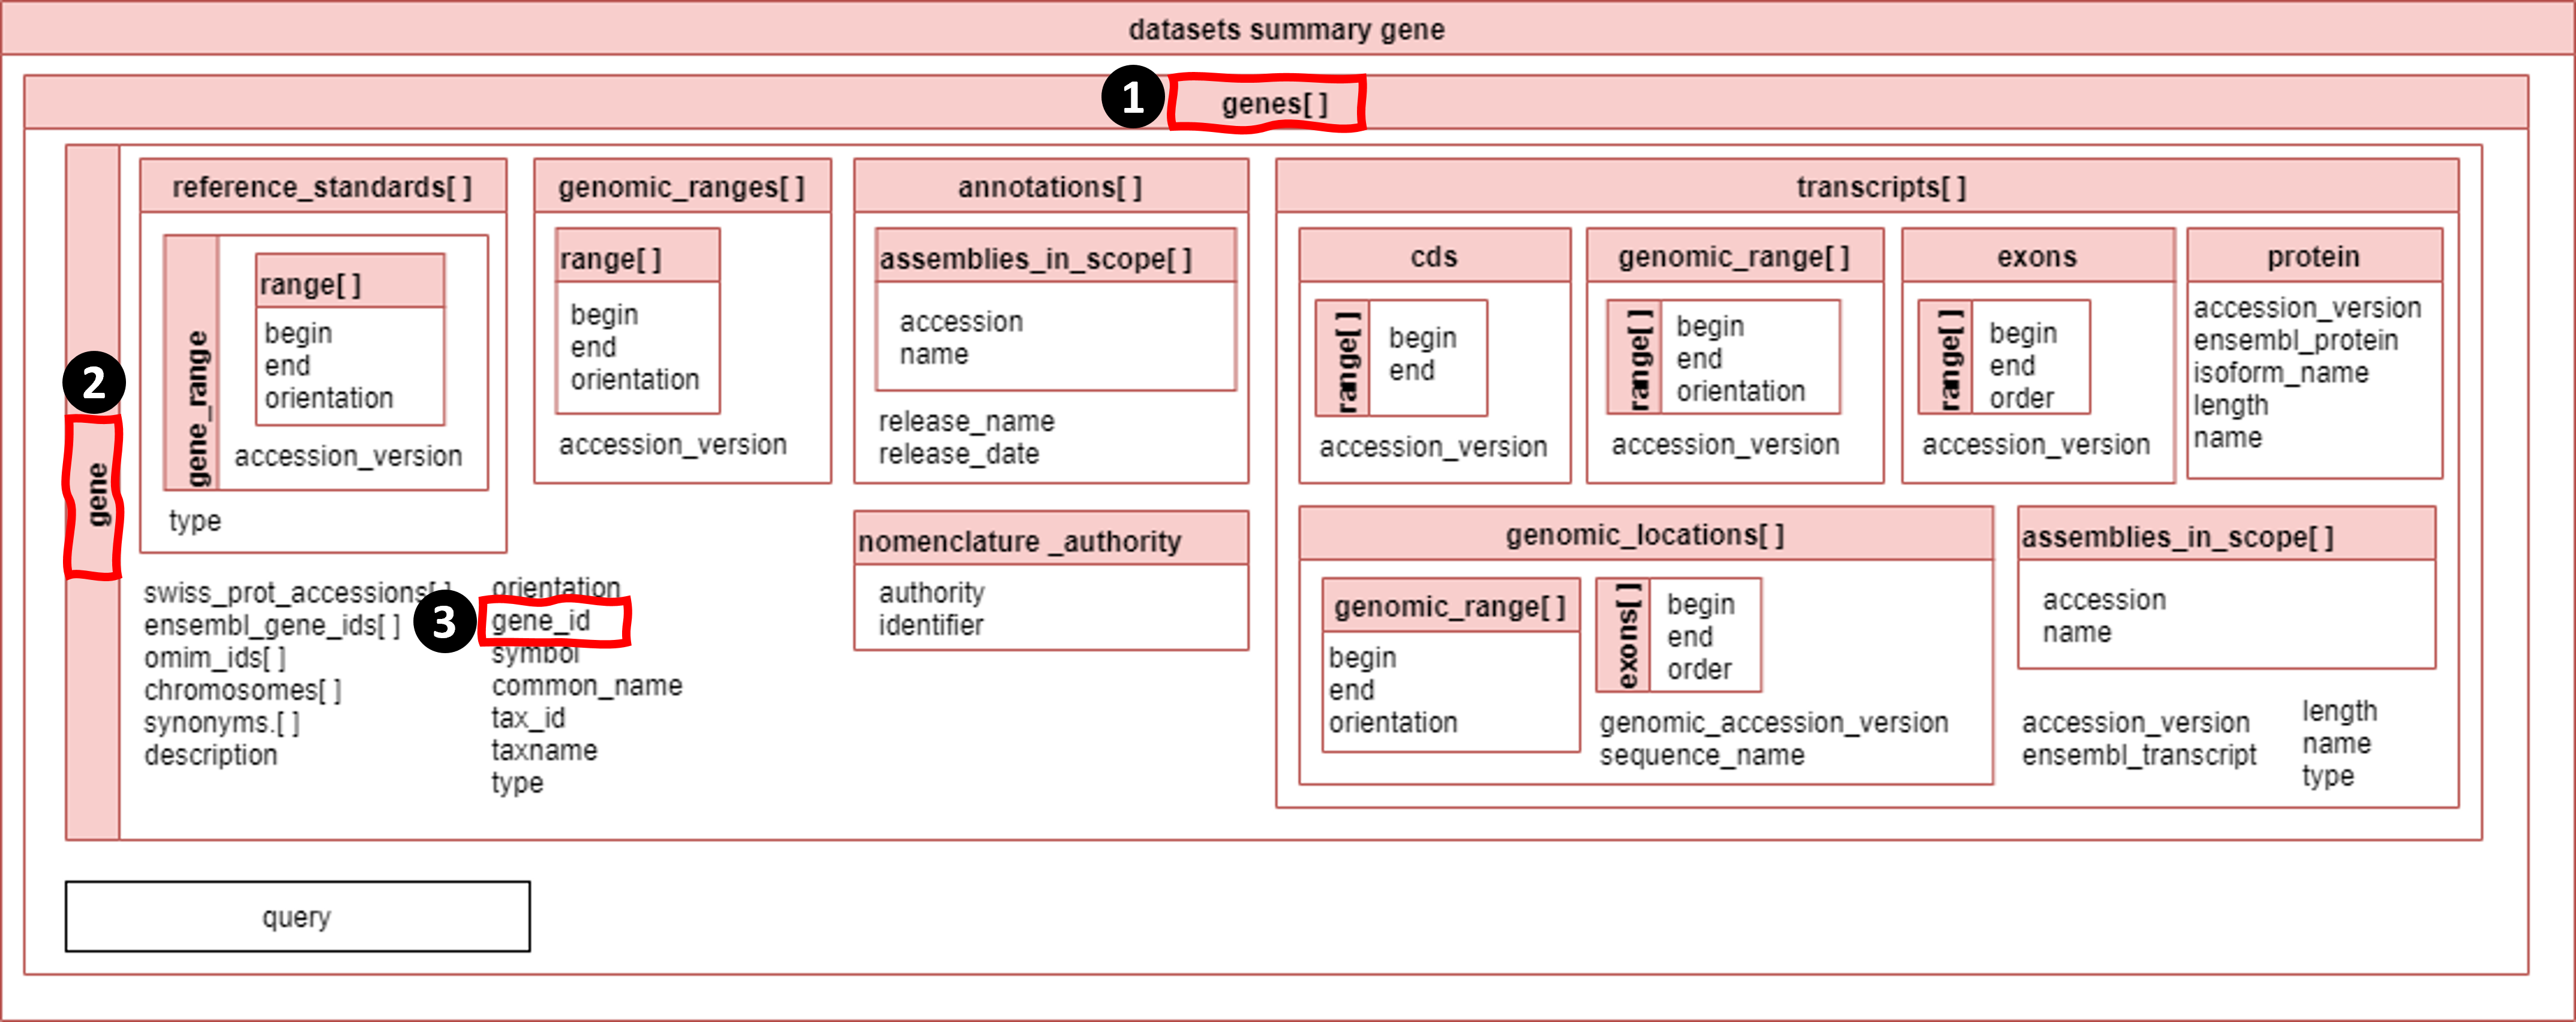 datasets summary gene
1
genes[ ]
2
gene
reference_standards[ ]
gene_range
range[ ]
begin
end
orientation
accession_version
type
genomic_ranges[ ]
range[ ]
begin
end
orientation
accession_version
annotations[ ]
assemblies_in_scope[ ]
accession
name
release_name
release_date
nomenclature _authority
authority
identifier
swiss_prot_accessions[ ]
ensembl_gene_ids[ ]
omim_ids[ ]
chromosomes[ ]
synonyms.[ ]
description
orientation
3
gene_id
symbol
common_name
tax_id
taxname
type
transcripts[ ]
cds
range[ ]
begin
end
accession_version
genomic_range[ ]
range[ ]
begin
end
orientation
accession_version
exons
range[ ]
begin
end
order
accession_version
protein
accession_version
ensembl_protein
isoform_name
length
name
genomic_locations[ ]
genomic_range[ ]
begin
end
orientation
exons[ ]
begin
end
order
genomic_accession_version
sequence_name
assemblies_in_scope[ ]
accession
name
accession_version
ensembl_transcript
length
name
type
query